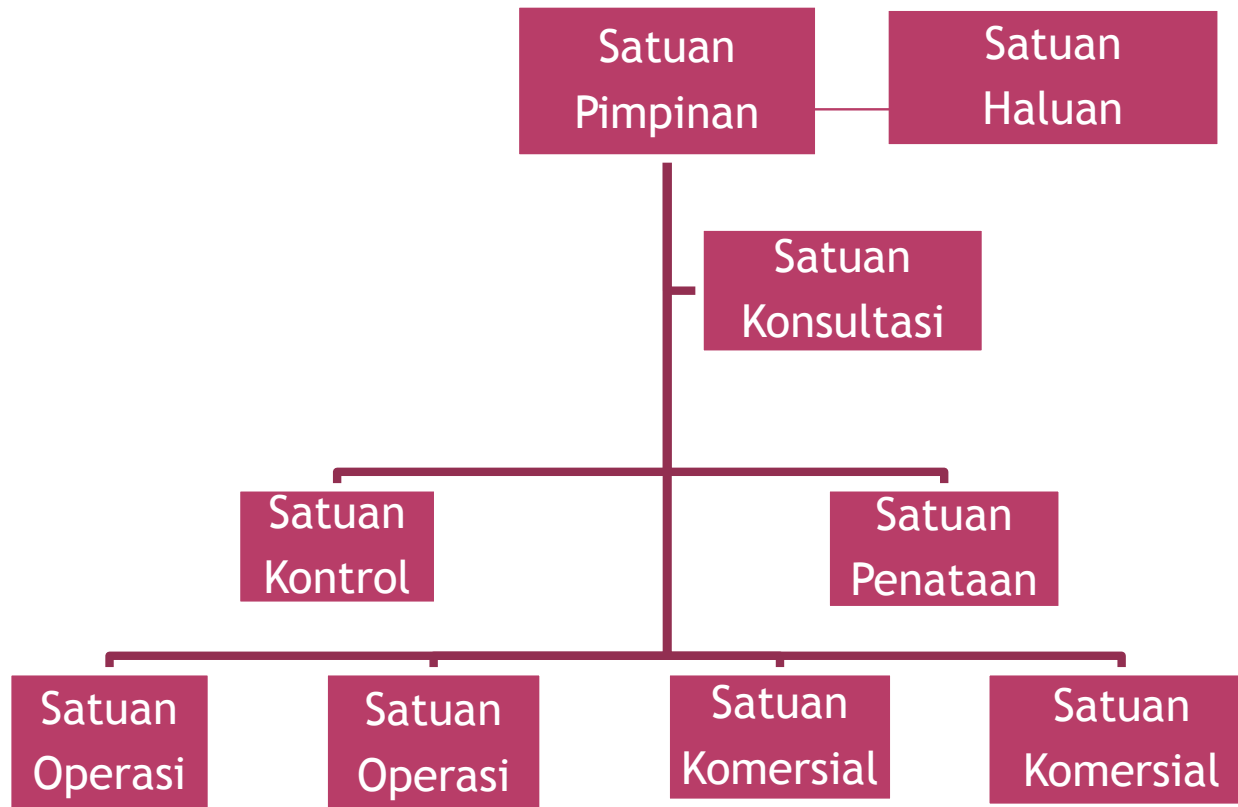 Satuan
Pimpinan
Satuan
Haluan
Satuan
Konsultasi
Satuan
Kontrol
Satuan
Penataan
Satuan
Operasi
Satuan
Operasi
Satuan
Komersial
Satuan
Komersial